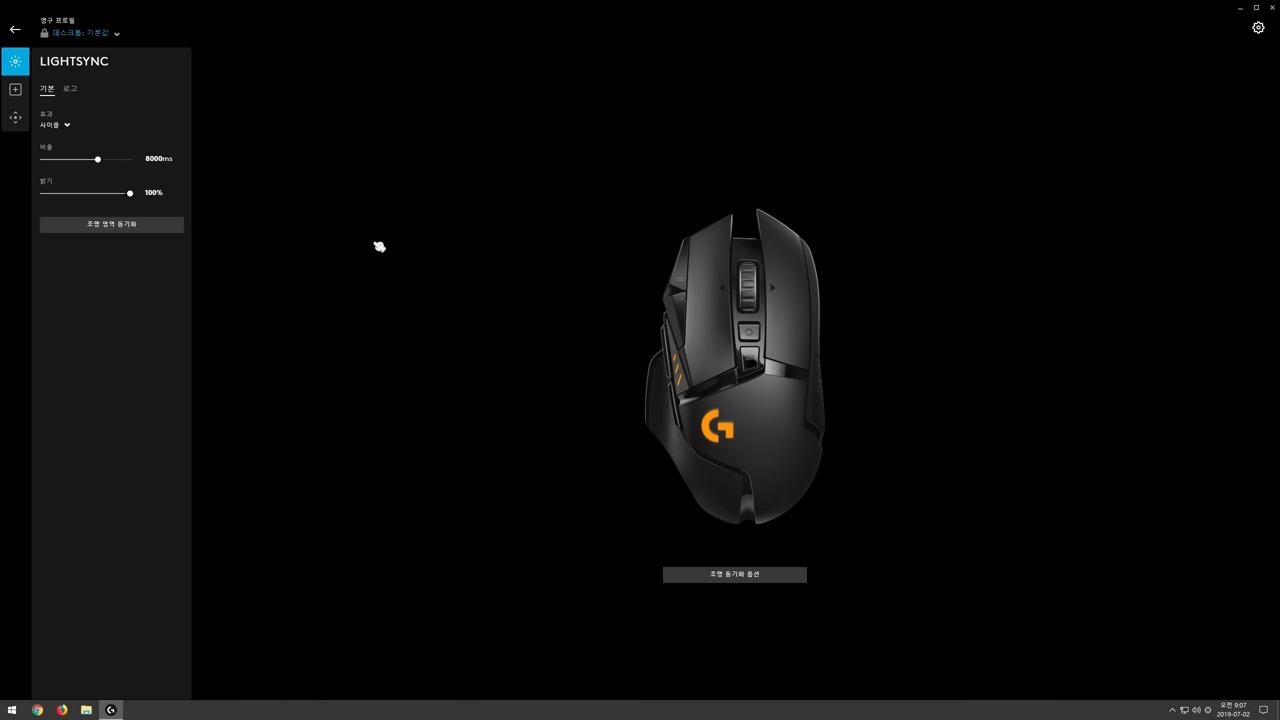 영구 프로필
데스크톱: 기본값
LIGHTSYNC
기본 로고
효과
사이클
비율
8000ms
밝기
100%
조명 영역 동기화
조명 동기화 옵션
오전 9:07
2019-07-02